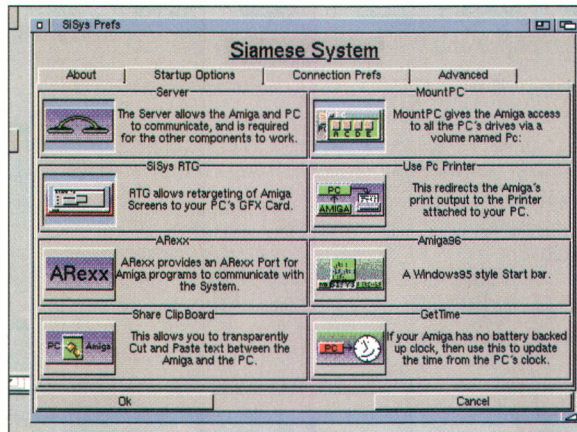 SiSys Prefs
Siamese System
About
Startup Options
Connection Prefs
Advanced
Server
The Server allows the Amiga and PC
to communicate, and is required
for the other components to work.
MountPC
MountPC gives the Amiga access
to all the PC's drives via a
volume named Pc:
A C D E
SiSys RTG
RTG allows retargeting of Amiga
Screens to your PC's GFX Card.
Use Pc Printer
PC
AMIGA
This redirects the Amiga's
print output to the Printer
attached to your PC.
ARexx
ARexx
ARexx provides an ARexx Port for
Amiga programs to communicate with
the System.
Amiga96
A Windows95 style Start bar.
Share ClipBoard
PC Amiga
This allows you to transparently
Cut and Paste text between the
Amiga and the PC.
GetTime
PC
If your Amiga has no battery backed
up clock, then use this to update
the time from the PC's clock.
Ok
Cancel